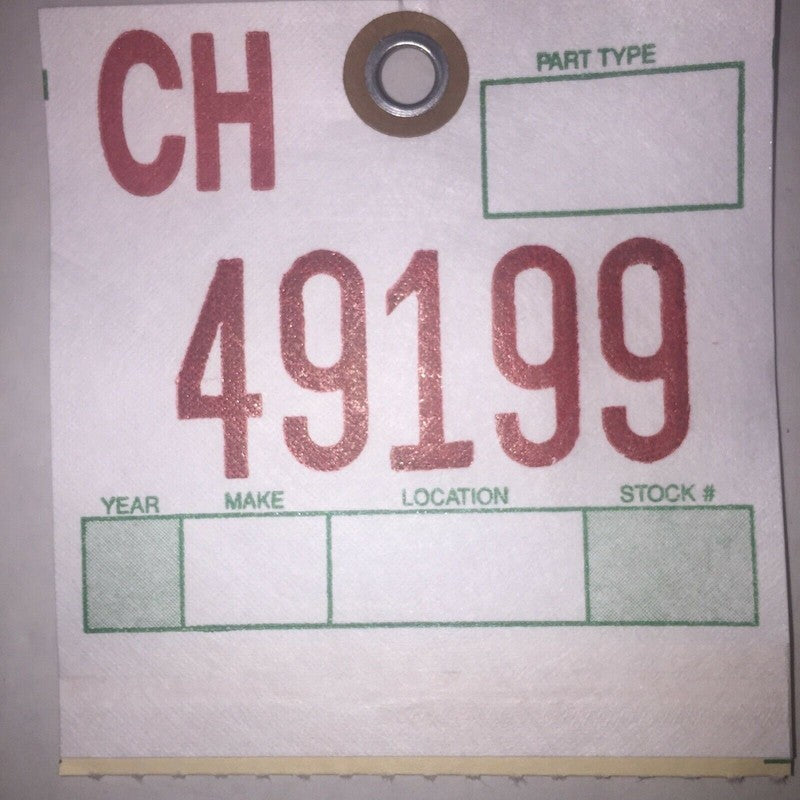 CH
PART TYPE
49199
YEAR MAKE LOCATION STOCK #